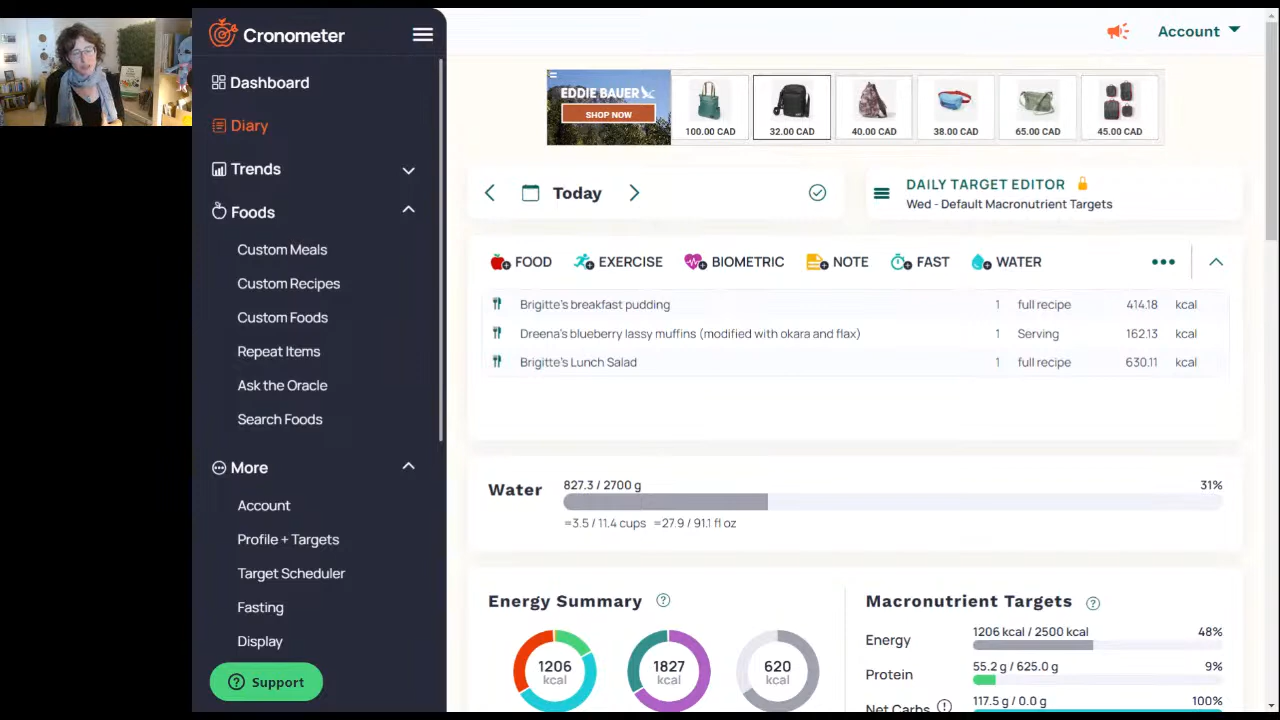 Cronometer
Account
Dashboard
Diary
Trends
Foods
Custom Meals
Custom Recipes
Custom Foods
Repeat Items
Ask the Oracle
Search Foods
More
Account
Profile + Targets
Target Scheduler
Fasting
Display
Support
EDDIE BAUER
SHOP NOW
100.00 CAD
32.00 CAD
40.00 CAD
38.00 CAD
65.00 CAD
45.00 CAD
Today
DAILY TARGET EDITOR
Wed - Default Macronutrient Targets
FOOD EXERCISE BIOMETRIC NOTE FAST WATER
Brigitte's breakfast pudding 1 full recipe 414.18 kcal
Dreena's blueberry lassy muffins (modified with okara and flax) 1 Serving 162.13 kcal
Brigitte's Lunch Salad 1 full recipe 630.11 kcal
Water
827.3 / 2700 g 31%
=3.5 / 11.4 cups =27.9 / 91.1 fl oz
Energy Summary ?
1206 kcal
1827 kcal
620 kcal
Macronutrient Targets ?
Energy 1206 kcal / 2500 kcal 48%
Protein 55.2 g / 625.0 g 9%
Net Carbs 117.5 g / 0.0 g 100%